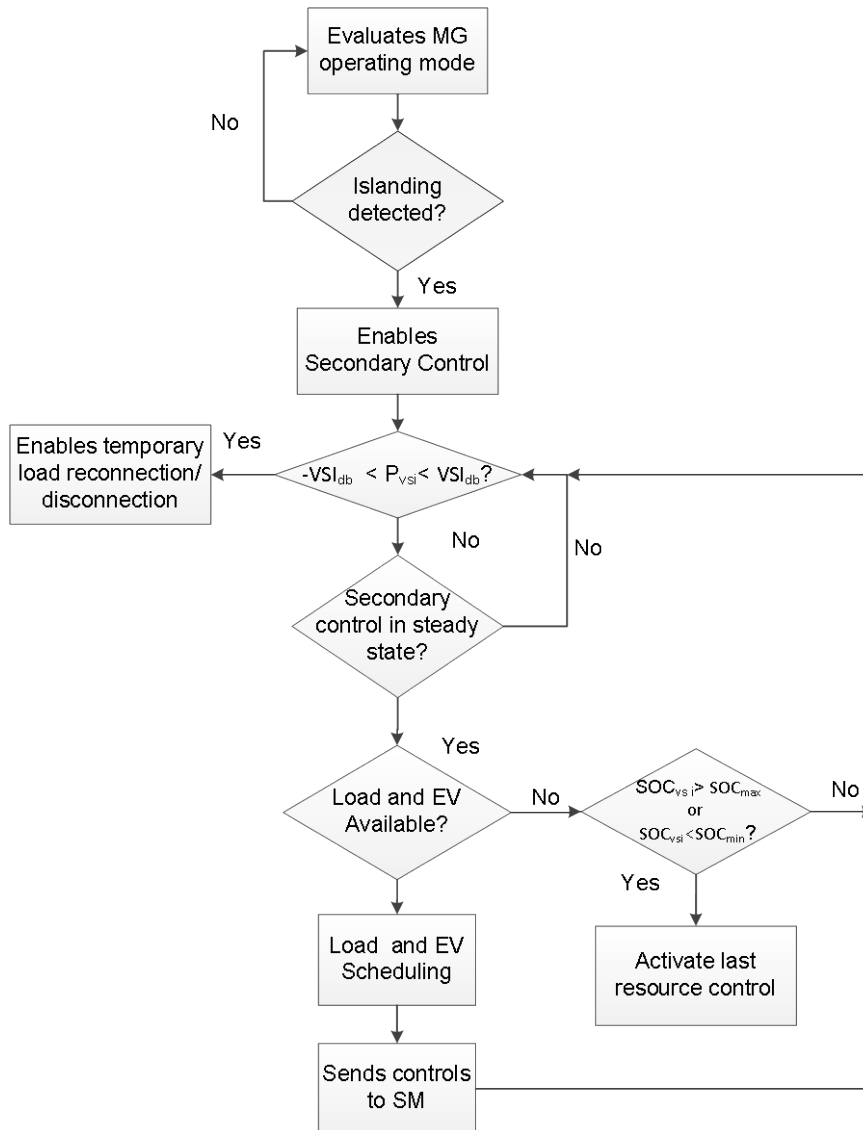 Evaluates MG
operating mode
No
Islanding
detected?
Yes
Enables
Secondary Control
Enables temporary
load reconnection/
disconnection
Yes
-VSIdb < Pvsi< VSIdb?
No
No
Secondary
control in steady
state?
Yes
Load and EV
Available?
No
SOCvsi> SOCmax
or
SOCvsi<SOCmin?
No
Yes
Load and EV
Scheduling
Activate last
resource control
Sends controls
to SM